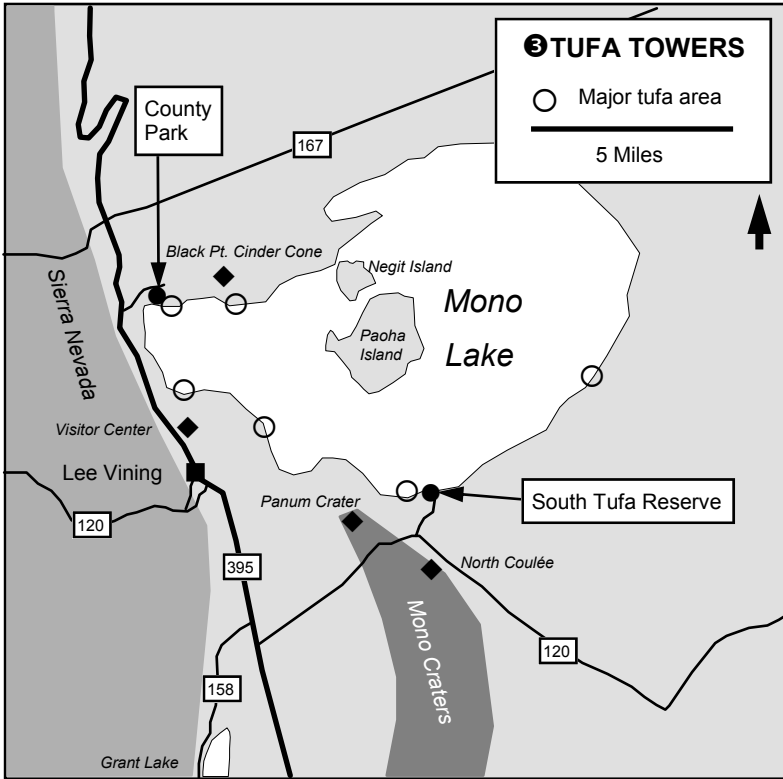 ❸TUFA TOWERS
Major tufa area
5 Miles
County
Park
167
Black Pt. Cinder Cone
Negit Island
Mono
Lake
Paoha
Island
Sierra Nevada
Visitor Center
Lee Vining
120
Panum Crater
South Tufa Reserve
North Coulée
395
Mono Craters
120
158
Grant Lake